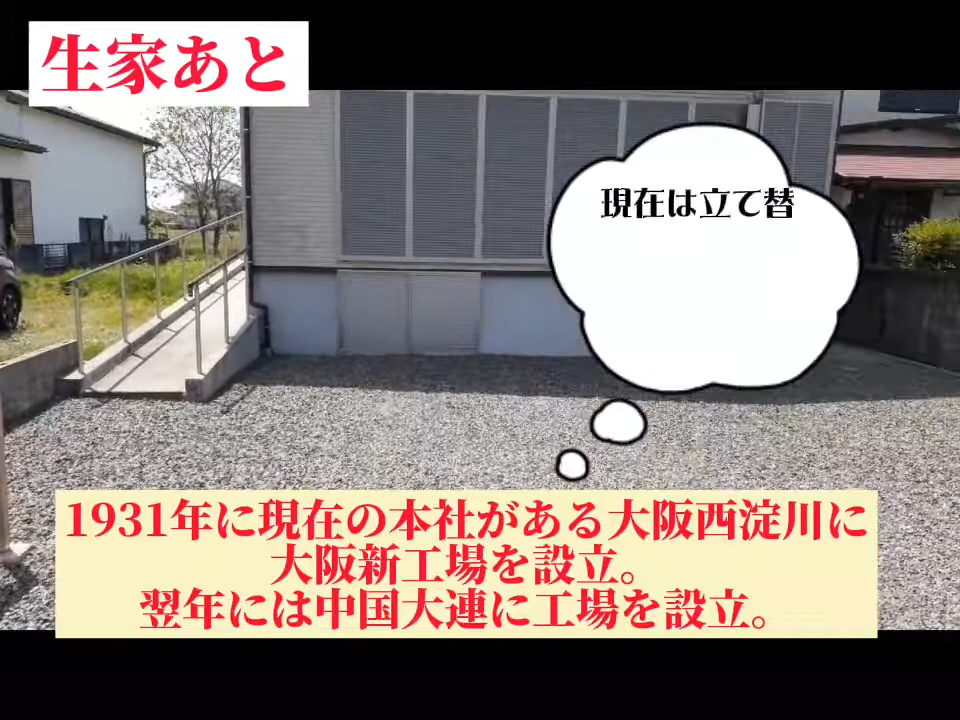 生家あと
現在は立て替
1931年に現在の本社がある大阪西淀川に
大阪新工場を設立。
翌年には中国大連に工場を設立。